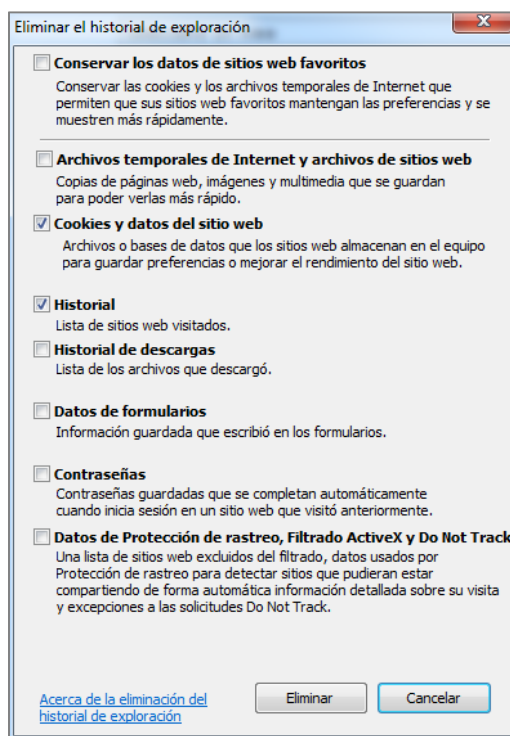 Eliminar el historial de exploración
Conservar los datos de sitios web favoritos
Conservar las cookies y los archivos temporales de Internet que
permiten que sus sitios web favoritos mantengan las preferencias y se
muestren más rápidamente.
Archivos temporales de Internet y archivos de sitios web
Copias de páginas web, imágenes y multimedia que se guardan
para poder verlas más rápido.
Cookies y datos del sitio web
Archivos o bases de datos que los sitios web almacenan en el equipo
para guardar preferencias o mejorar el rendimiento del sitio web.
Historial
Lista de sitios web visitados.
Historial de descargas
Lista de los archivos que descargó.
Datos de formularios
Información guardada que escribió en los formularios.
Contraseñas
Contraseñas guardadas que se completan automáticamente
cuando inicia sesión en un sitio web que visitó anteriormente.
Datos de Protección de rastreo, Filtrado ActiveX y Do Not Track
Una lista de sitios web excluidos del filtrado, datos usados por
Protección de rastreo para detectar sitios que pudieran estar
compartiendo de forma automática información detallada sobre su visita
y excepciones a las solicitudes Do Not Track.
Acerca de la eliminación del
historial de exploración
Eliminar
Cancelar